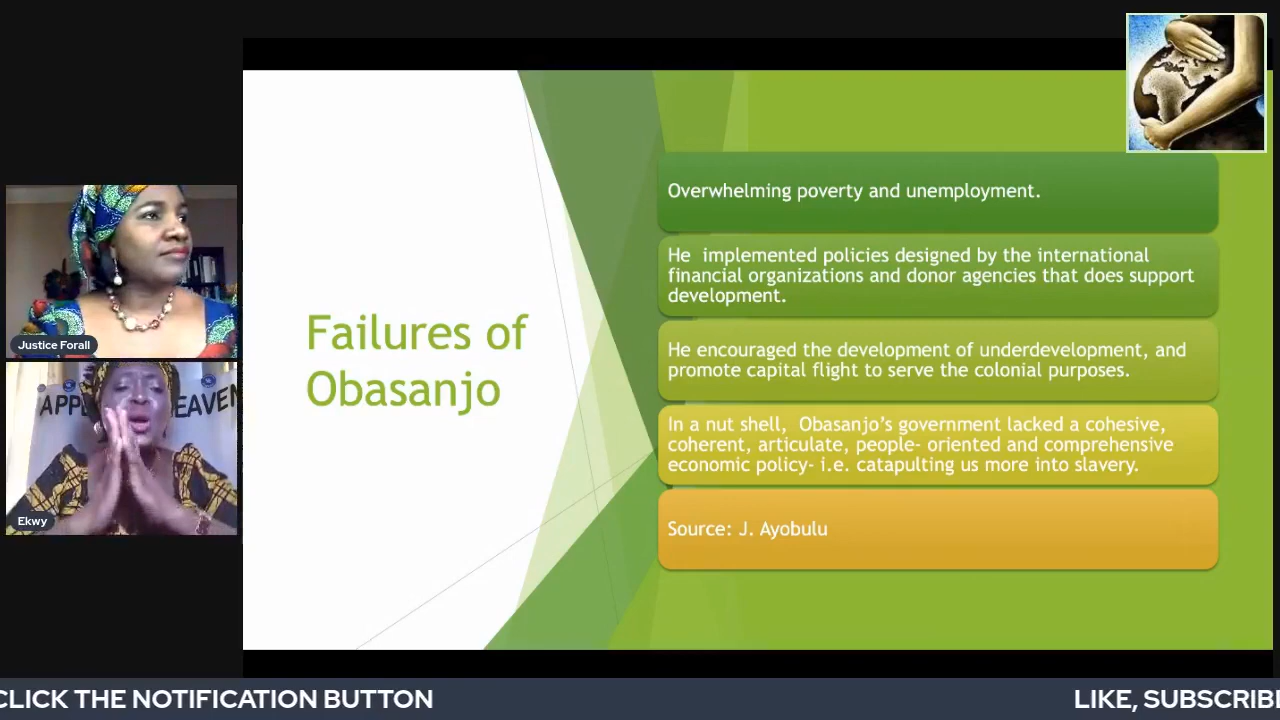 Failures of
Obasanjo
Overwhelming poverty and unemployment.
He implemented policies designed by the international
financial organizations and donor agencies that does support
development.
He encouraged the development of underdevelopment, and
promote capital flight to serve the colonial purposes.
In a nut shell, Obasanjo's government lacked a cohesive,
coherent, articulate, people- oriented and comprehensive
economic policy- i.e. catapulting us more into slavery.
Source: J. Ayobulu
Justice Forall
Ekwy
CLICK THE NOTIFICATION BUTTON
LIKE, SUBSCRIB